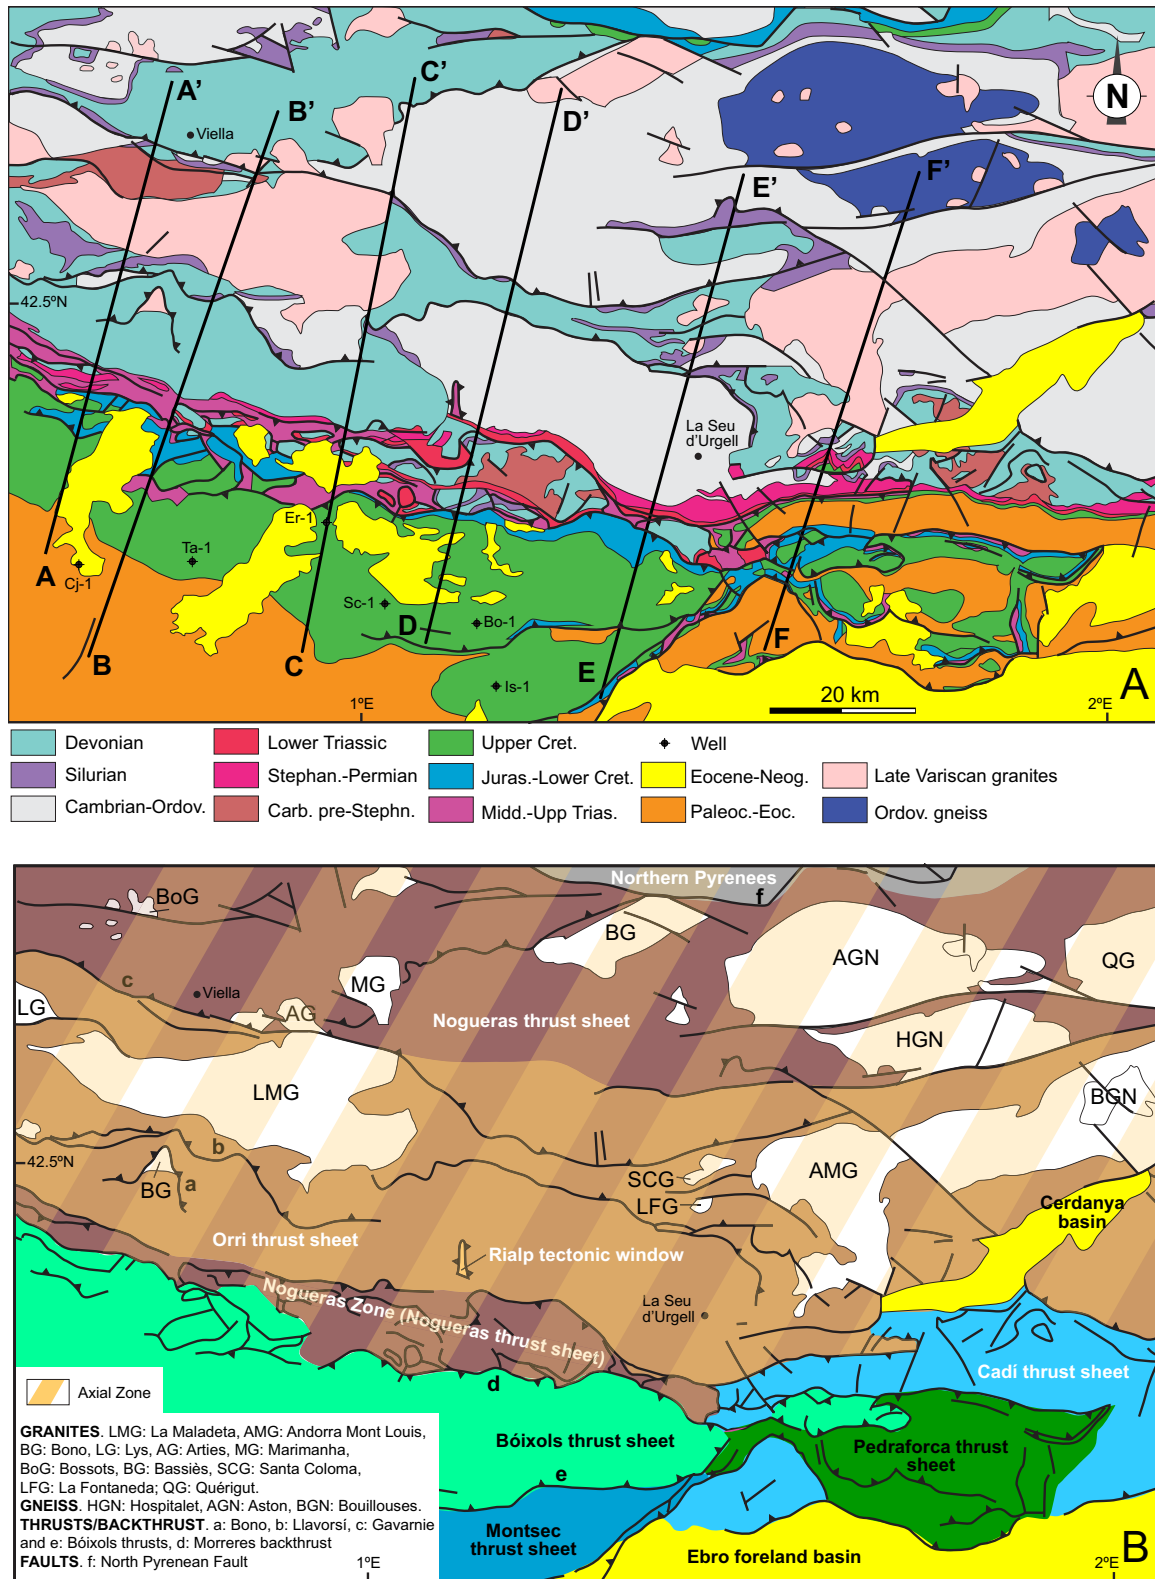 A'
B'
C'
D'
E'
F'
N
Viella
42.5ºN
La Seu
d'Urgell
Er-1
Ta-1
Cj-1
Sc-1
Bo-1
Is-1
A
B
C
D
E
F
20 km
A
1ºE
2ºE
Devonian
Lower Triassic
Upper Cret.
Well
Silurian
Stephan.-Permian
Juras.-Lower Cret.
Eocene-Neog.
Late Variscan granites
Cambrian-Ordov.
Carb. pre-Stephn.
Midd.-Upp Trias.
Paleoc.-Eoc.
Ordov. gneiss
Northern Pyrenees
f
BoG
BG
AGN
QG
c
Viella
MG
LG
AG
Nogueras thrust sheet
HGN
LMG
BGN
42.5ºN
b
BG
a
SCG
LFG
AMG
Cerdanya
basin
Orri thrust sheet
Rialp tectonic window
Nogueras Zone (Nogueras thrust sheet)
La Seu
d'Urgell
d
Cadí thrust sheet
Axial Zone
Bóixols thrust sheet
Pedraforca thrust
sheet
e
Montsec
thrust sheet
Ebro foreland basin
B
GRANITES. LMG: La Maladeta, AMG: Andorra Mont Louis,
BG: Bono, LG: Lys, AG: Arties, MG: Marimanha,
BoG: Bossots, BG: Bassiès, SCG: Santa Coloma,
LFG: La Fontaneda; QG: Quérigut.
GNEISS. HGN: Hospitalet, AGN: Aston, BGN: Bouillouses.
THRUSTS/BACKTHRUST. a: Bono, b: Llavorsí, c: Gavarnie
and e: Bóixols thrusts, d: Morreres backthrust
FAULTS. f: North Pyrenean Fault
1ºE
2ºE